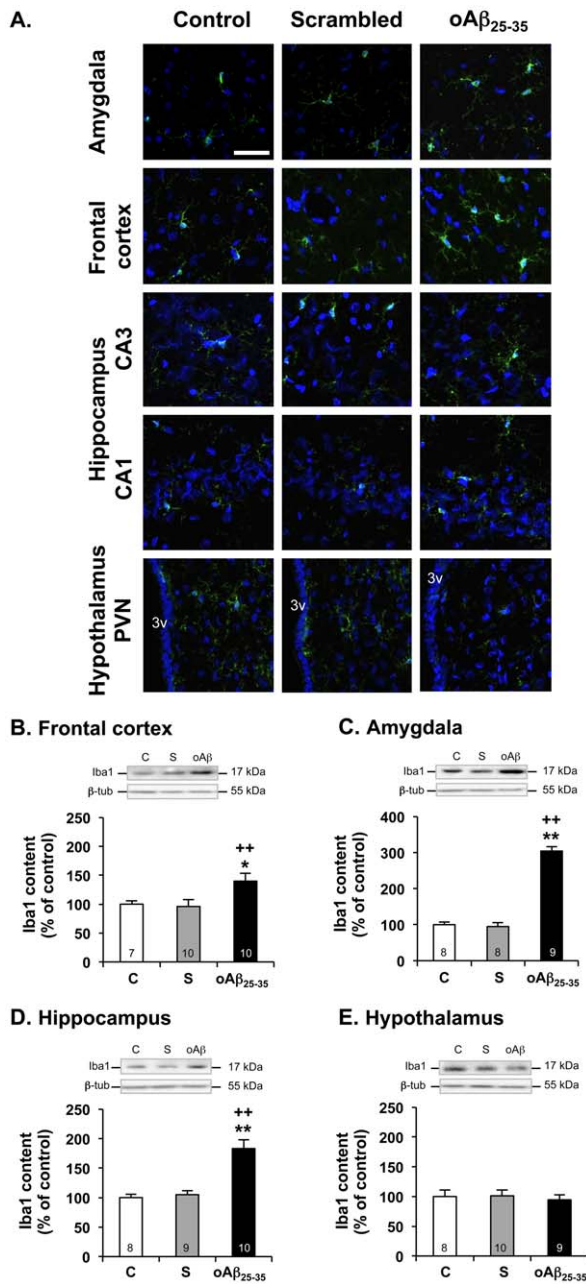 A.
Control Scrambled oAβ25-35
Amygdala
Frontal
cortex
Hippocampus
CA3
CA1
Hypothalamus
PVN
3v 3v 3v
B. Frontal cortex
C S oAβ
Iba1 17 kDa
β-tub 55 kDa
Iba1 content
(% of control)
250
200
150
100
50
0
++
*
7 10 10
C S oAβ25-35
C. Amygdala
C S oAβ
Iba1 17 kDa
β-tub 55 kDa
Iba1 content
(% of control)
400
300
200
100
0
++
**
8 8 9
C S oAβ25-35
D. Hippocampus
C S oAβ
Iba1 17 kDa
β-tub 55 kDa
Iba1 content
(% of control)
250
200
150
100
50
0
++
**
8 9 10
C S oAβ25-35
E. Hypothalamus
C S oAβ
Iba1 17 kDa
β-tub 55 kDa
Iba1 content
(% of control)
250
200
150
100
50
0
8 10 9
C S oAβ25-35